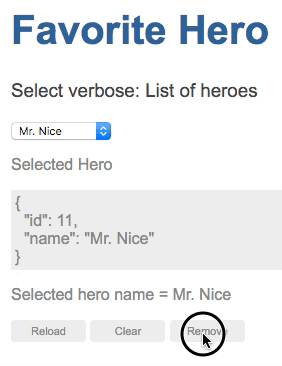 Favorite Hero
Select verbose: List of heroes
Mr. Nice
Selected Hero
{
  "id": 11,
  "name": "Mr. Nice"
}
Selected hero name = Mr. Nice
Reload Clear Remove